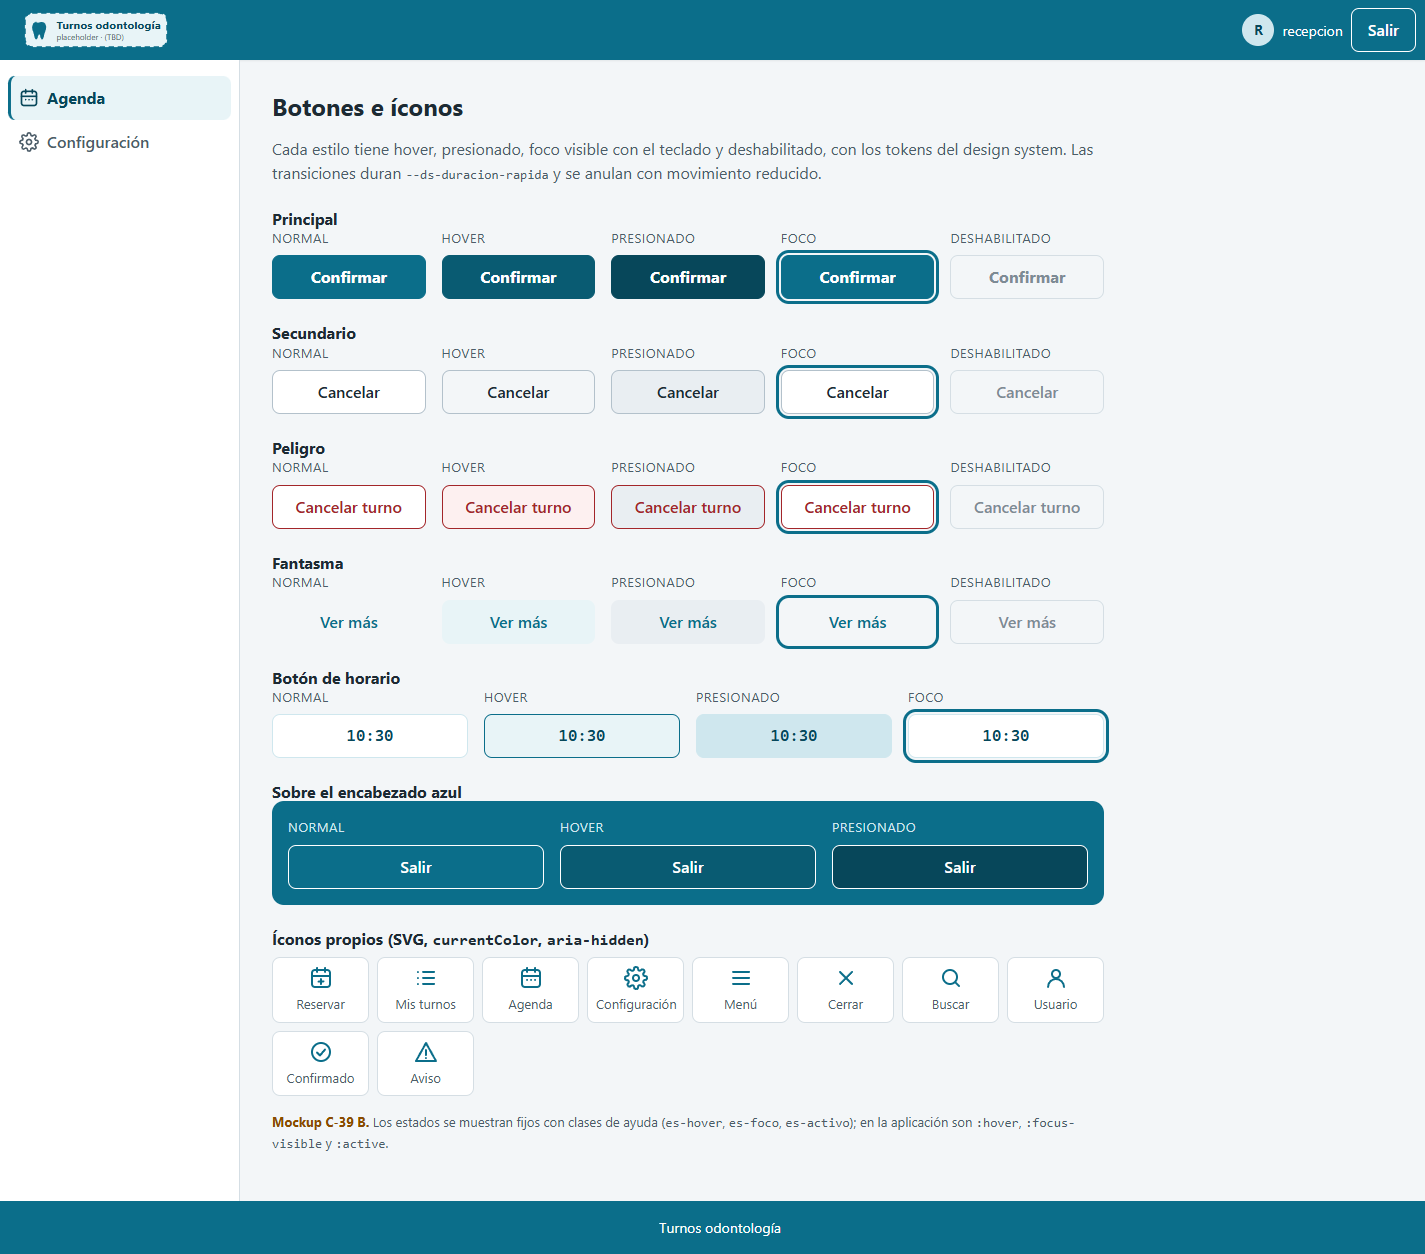 Turnos odontología
placeholder · (TBD)
R recepcion Salir
Agenda
Configuración
Botones e íconos
Cada estilo tiene hover, presionado, foco visible con el teclado y deshabilitado, con los tokens del design system. Las
transiciones duran --ds-duracion-rapida y se anulan con movimiento reducido.
Principal
NORMAL HOVER PRESIONADO FOCO DESHABILITADO
Confirmar Confirmar Confirmar Confirmar Confirmar
Secundario
NORMAL HOVER PRESIONADO FOCO DESHABILITADO
Cancelar Cancelar Cancelar Cancelar Cancelar
Peligro
NORMAL HOVER PRESIONADO FOCO DESHABILITADO
Cancelar turno Cancelar turno Cancelar turno Cancelar turno Cancelar turno
Fantasma
NORMAL HOVER PRESIONADO FOCO DESHABILITADO
Ver más Ver más Ver más Ver más Ver más
Botón de horario
NORMAL HOVER PRESIONADO FOCO
10:30 10:30 10:30 10:30
Sobre el encabezado azul
NORMAL HOVER PRESIONADO
Salir Salir Salir
Íconos propios (SVG, currentColor, aria-hidden)
Reservar Mis turnos Agenda Configuración Menú Cerrar Buscar Usuario
Confirmado Aviso
Mockup C-39 B. Los estados se muestran fijos con clases de ayuda (es-hover, es-foco, es-activo); en la aplicación son :hover, :focus-
visible y :active.
Turnos odontología